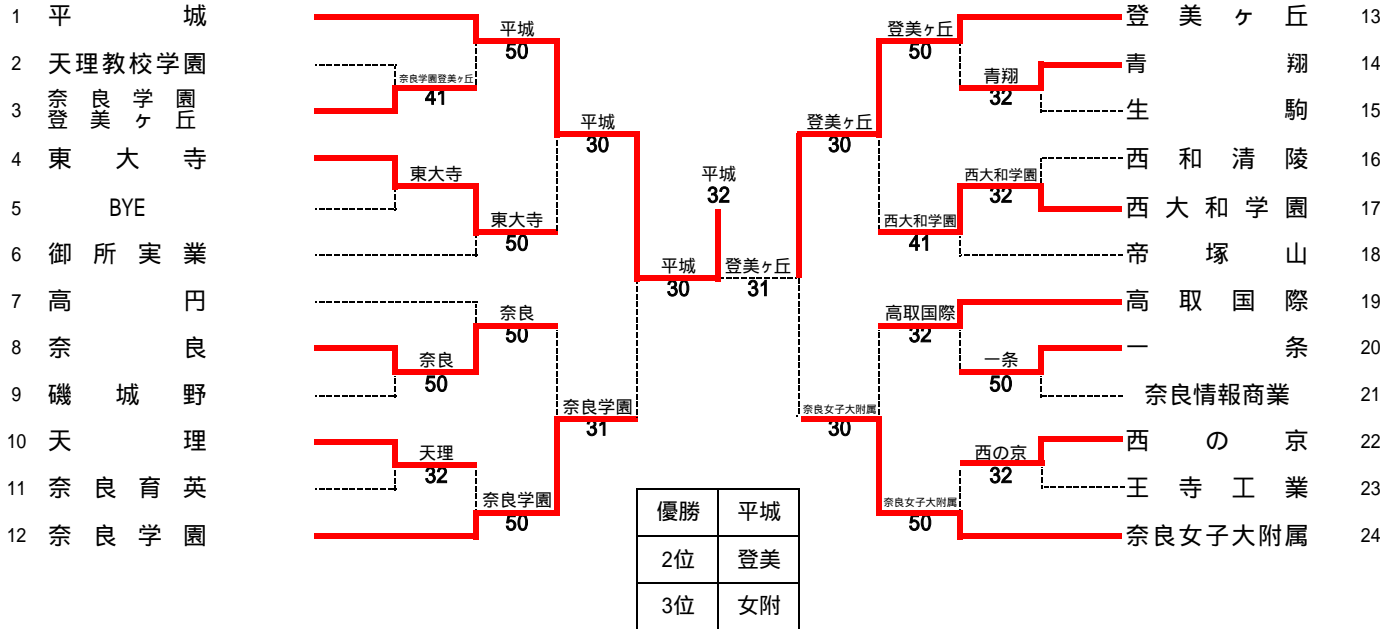 1 平城
2 天理教校学園
3 奈良学園
登美ヶ丘
4 東大寺
5 BYE
6 御所実業
7 高円
8 奈良
9 磯城野
10 天理
11 奈良育英
12 奈良学園
平城
50
奈良学園登美ヶ丘
41
東大寺
東大寺
50
奈良
50
奈良
50
天理
32
奈良学園
50
平城
30
奈良学園
31
平城
30
平城
32
登美ヶ丘
31
登美ヶ丘
30
奈良女子大附属
30
登美ヶ丘
50
青翔
32
西大和学園
32
西大和学園
41
高取国際
32
一条
50
西の京
32
奈良女子大附属
50
登美ヶ丘 13
青翔 14
生駒 15
西和清陵 16
西大和学園 17
帝塚山 18
高取国際 19
一条 20
奈良情報商業 21
西の京 22
王寺工業 23
奈良女子大附属 24
優勝 平城
2位 登美
3位 女附